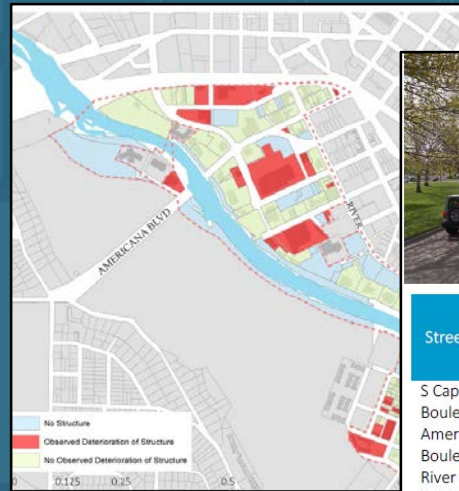 AMERICANA BLVD
RIVER
No Structure
Observed Deterioration of Structure
No Observed Deterioration of Structure
0 0.125 0.25 0.5
Stree
S Cap
Boule
Amer
Boule
River